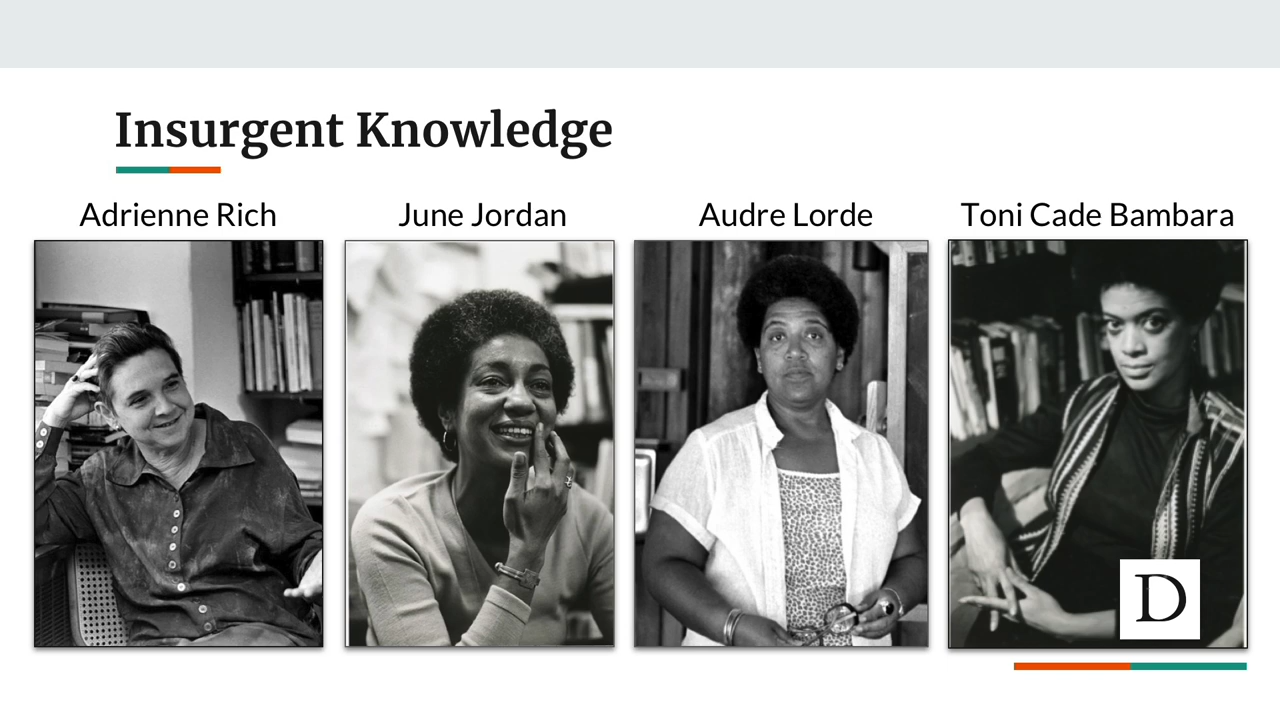 Insurgent Knowledge
Adrienne Rich
June Jordan
Audre Lorde
Toni Cade Bambara
D